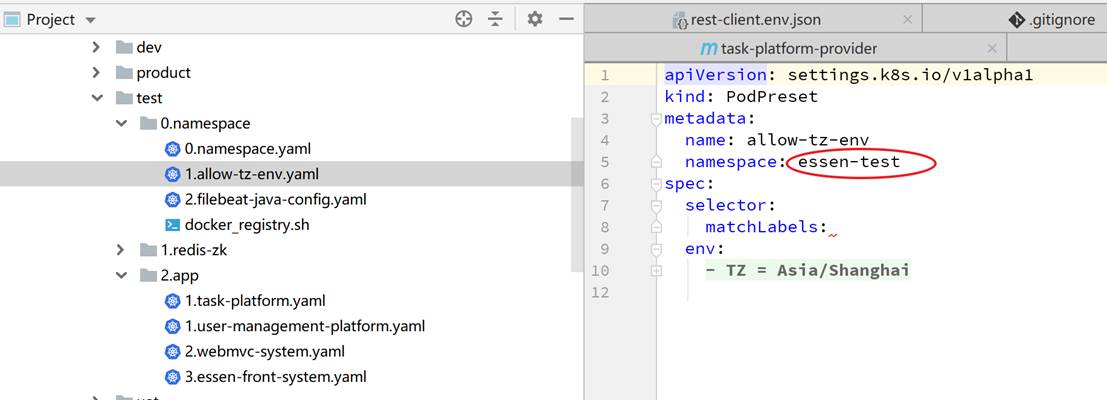 Project
dev
product
test
0.namespace
0.namespace.yaml
1.allow-tz-env.yaml
2.filebeat-java-config.yaml
docker_registry.sh
1.redis-zk
2.app
1.task-platform.yaml
1.user-management-platform.yaml
2.webmvc-system.yaml
3.essen-front-system.yaml
rest-client.env.json
.gitignore
task-platform-provider
1 apiVersion: settings.k8s.io/v1alpha1
2 kind: PodPreset
3 metadata:
4 name: allow-tz-env
5 namespace: essen-test
6 spec:
7 selector:
8 matchLabels:
9 env:
10 - TZ = Asia/Shanghai
12